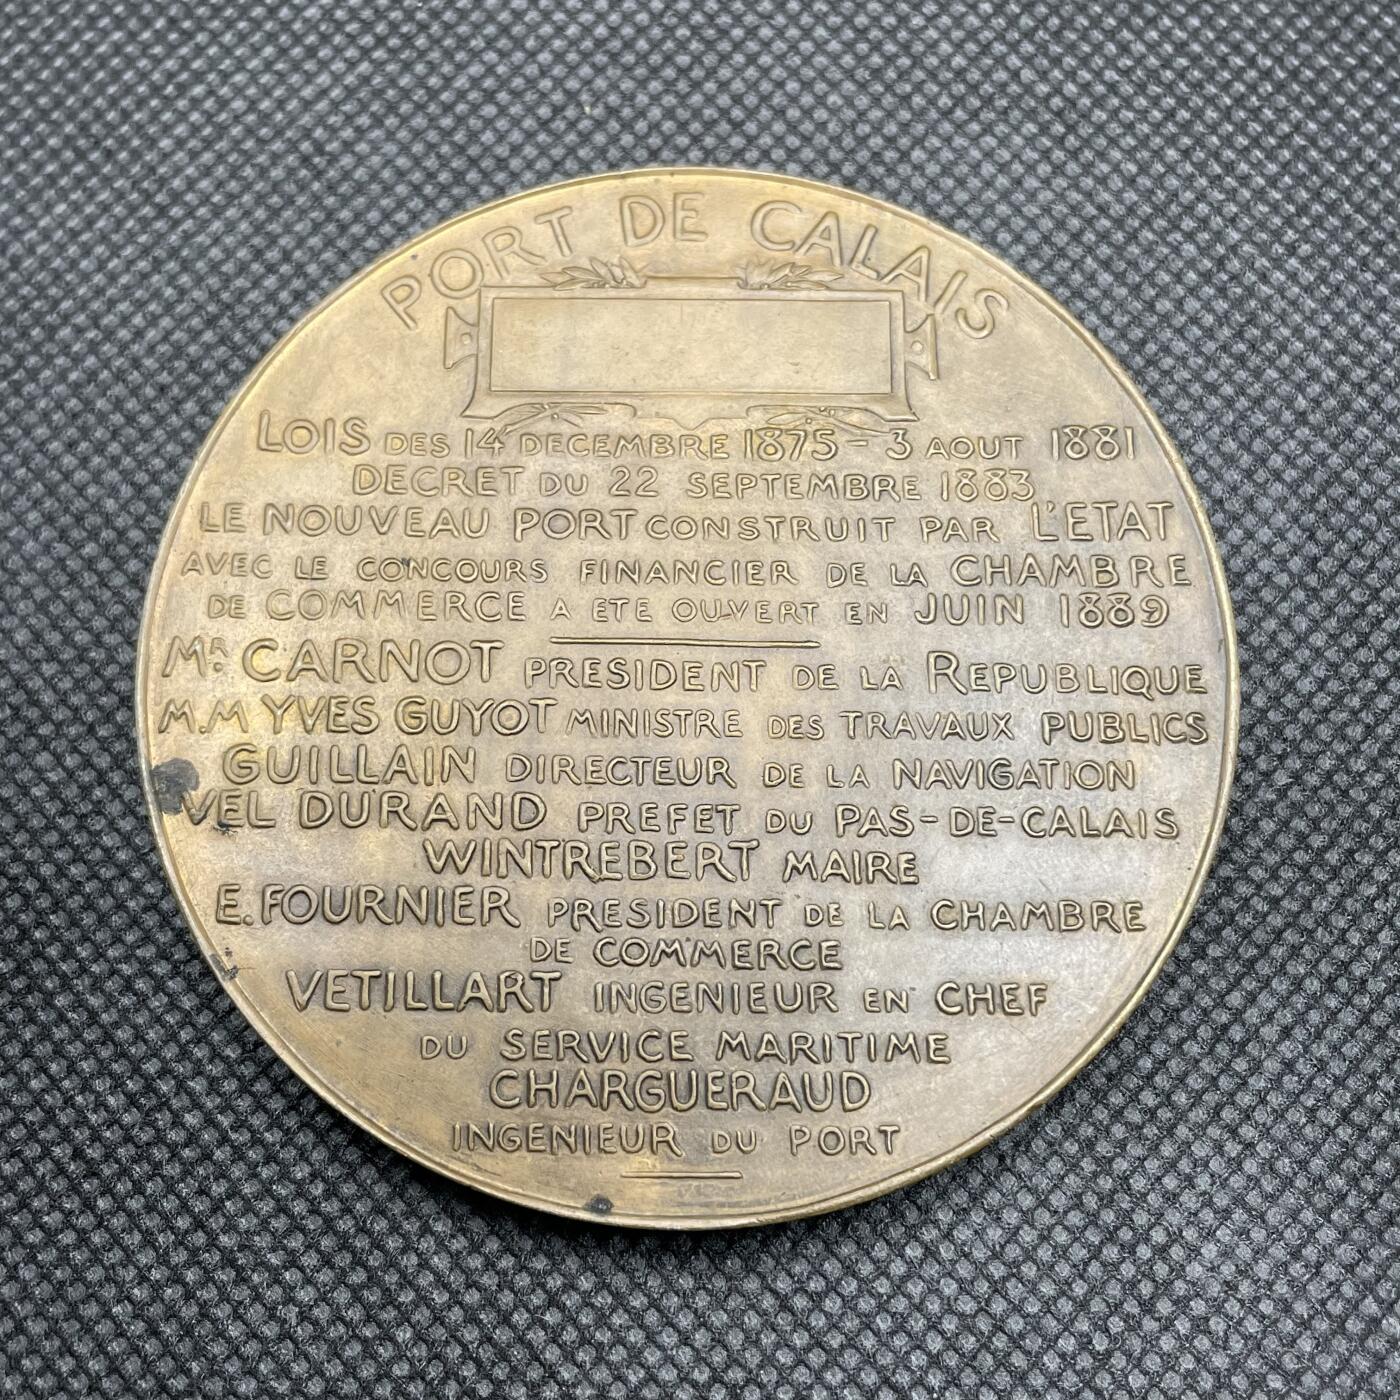 PORT DE CALAIS
LOIS DES 14 DECEMBRE 1875 - 3 AOUT 1881
DECRET DU 22 SEPTEMBRE 1883
LE NOUVEAU PORT CONSTRUIT PAR L'ETAT
AVEC LE CONCOURS FINANCIER DE LA CHAMBRE
DE COMMERCE A ETE OUVERT EN JUIN 1889
MR CARNOT PRESIDENT DE LA REPUBLIQUE
M.M YVES GUYOT MINISTRE DES TRAVAUX PUBLICS
GUILLAIN DIRECTEUR DE LA NAVIGATION
VEL DURAND PREFET DU PAS-DE-CALAIS
WINTREBERT MAIRE
E. FOURNIER PRESIDENT DE LA CHAMBRE
DE COMMERCE
VETILLART INGENIEUR EN CHEF
DU SERVICE MARITIME
CHARGUERAUD
INGENIEUR DU PORT